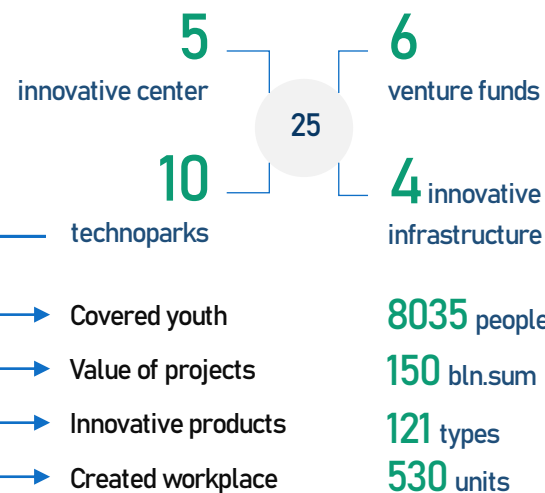 5
innovative center
6
venture funds
25
10
technoparks
4 innovative
infrastructure
Covered youth 8035 people
Value of projects 150 bln.sum
Innovative products 121 types
Created workplace 530 units